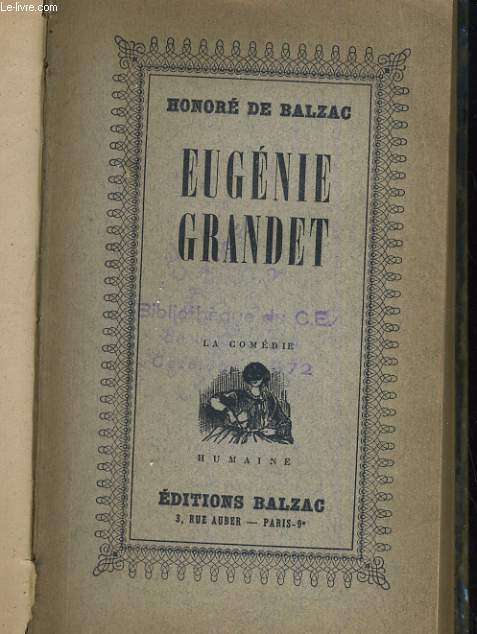 Le-livre.com
HONORÉ DE BALZAC
EUGÉNIE
GRANDET
Bibliothèque du C.E.
LA COMÉDIE
72
HUMAINE
ÉDITIONS BALZAC
3, RUE AUBER — PARIS-9e